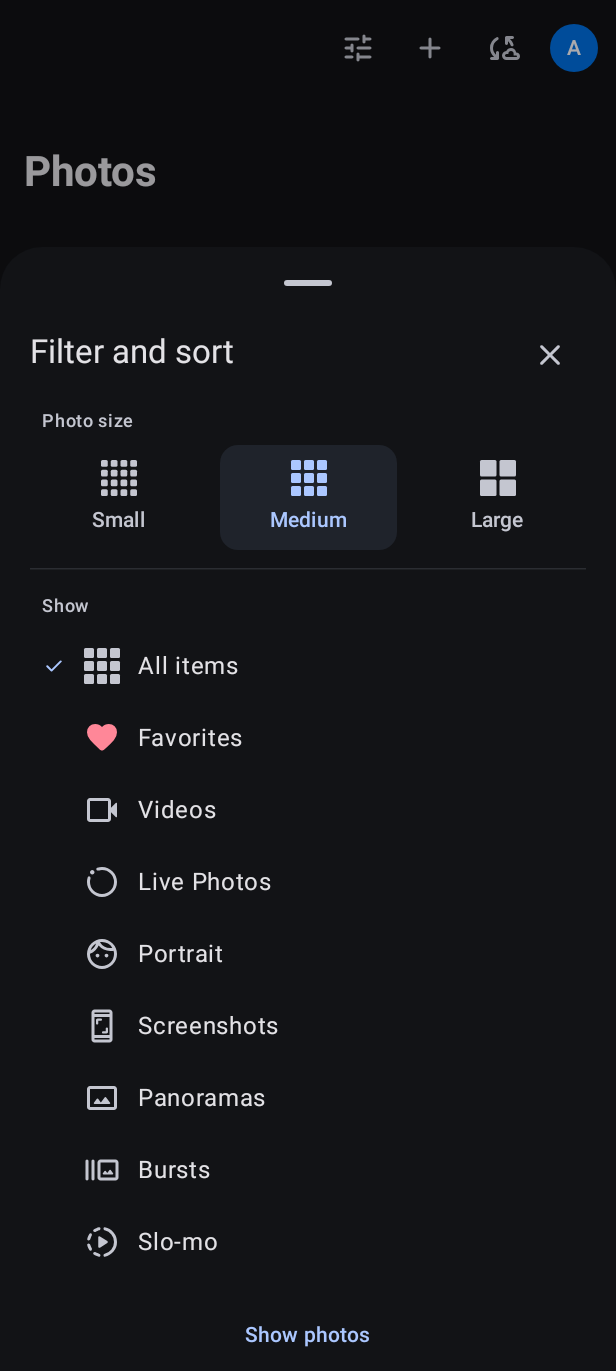 A
Photos
Filter and sort
Photo size
Small
Medium
Large
Show
All items
Favorites
Videos
Live Photos
Portrait
Screenshots
Panoramas
Bursts
Slo-mo
Show photos